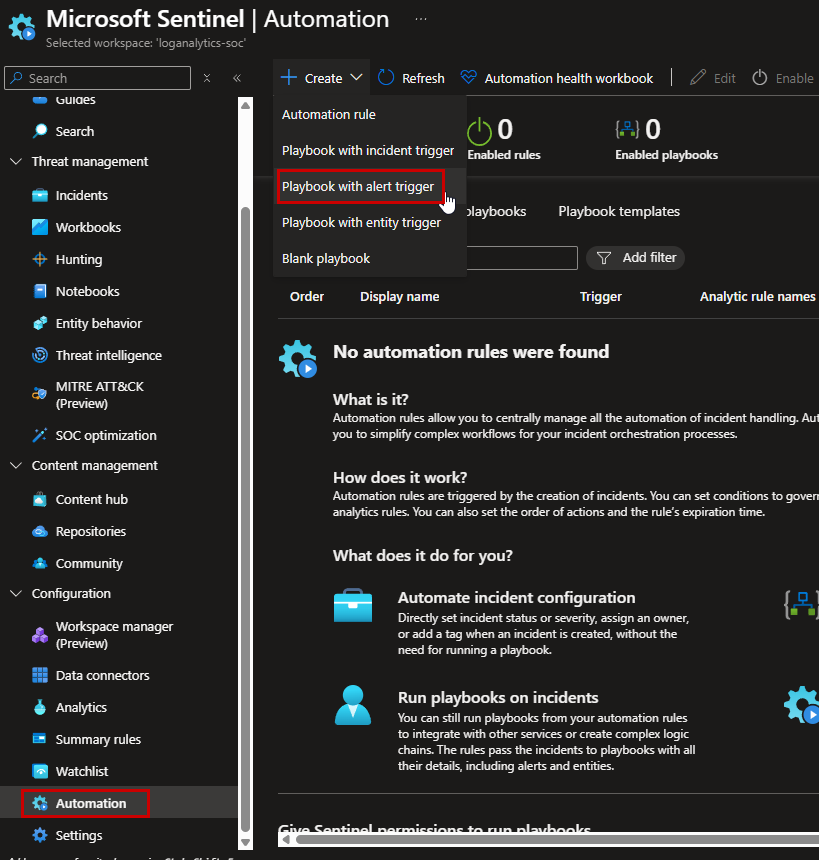 Microsoft Sentinel | Automation ...
Selected workspace: 'loganalytics-soc'
Search
Guides
Search
Threat management
Incidents
Workbooks
Hunting
Notebooks
Entity behavior
Threat intelligence
MITRE ATT&CK
(Preview)
SOC optimization
Content management
Content hub
Repositories
Community
Configuration
Workspace manager
(Preview)
Data connectors
Analytics
Summary rules
Watchlist
Automation
Settings
Create Refresh Automation health workbook Edit Enable
Automation rule
Playbook with incident trigger
Playbook with alert trigger
Playbook with entity trigger
Blank playbook
0
Enabled rules
0
Enabled playbooks
playbooks Playbook templates
Add filter
Order Display name Trigger Analytic rule names
No automation rules were found
What is it?
Automation rules allow you to centrally manage all the automation of incident handling.
you to simplify complex workflows for your incident orchestration processes.
How does it work?
Automation rules are triggered by the creation of incidents. You can set conditions to
analytics rules. You can also set the order of actions and the rule's expiration time.
What does it do for you?
Automate incident configuration
Directly set incident status or severity, assign an owner,
or add a tag when an incident is created, without the
need for running a playbook.
Run playbooks on incidents
You can still run playbooks from your automation rules
to integrate with other services or create complex logic
chains. The rules pass the incidents to playbooks with all
their details, including alerts and entities.
Give Sentinel permissions to run playbooks